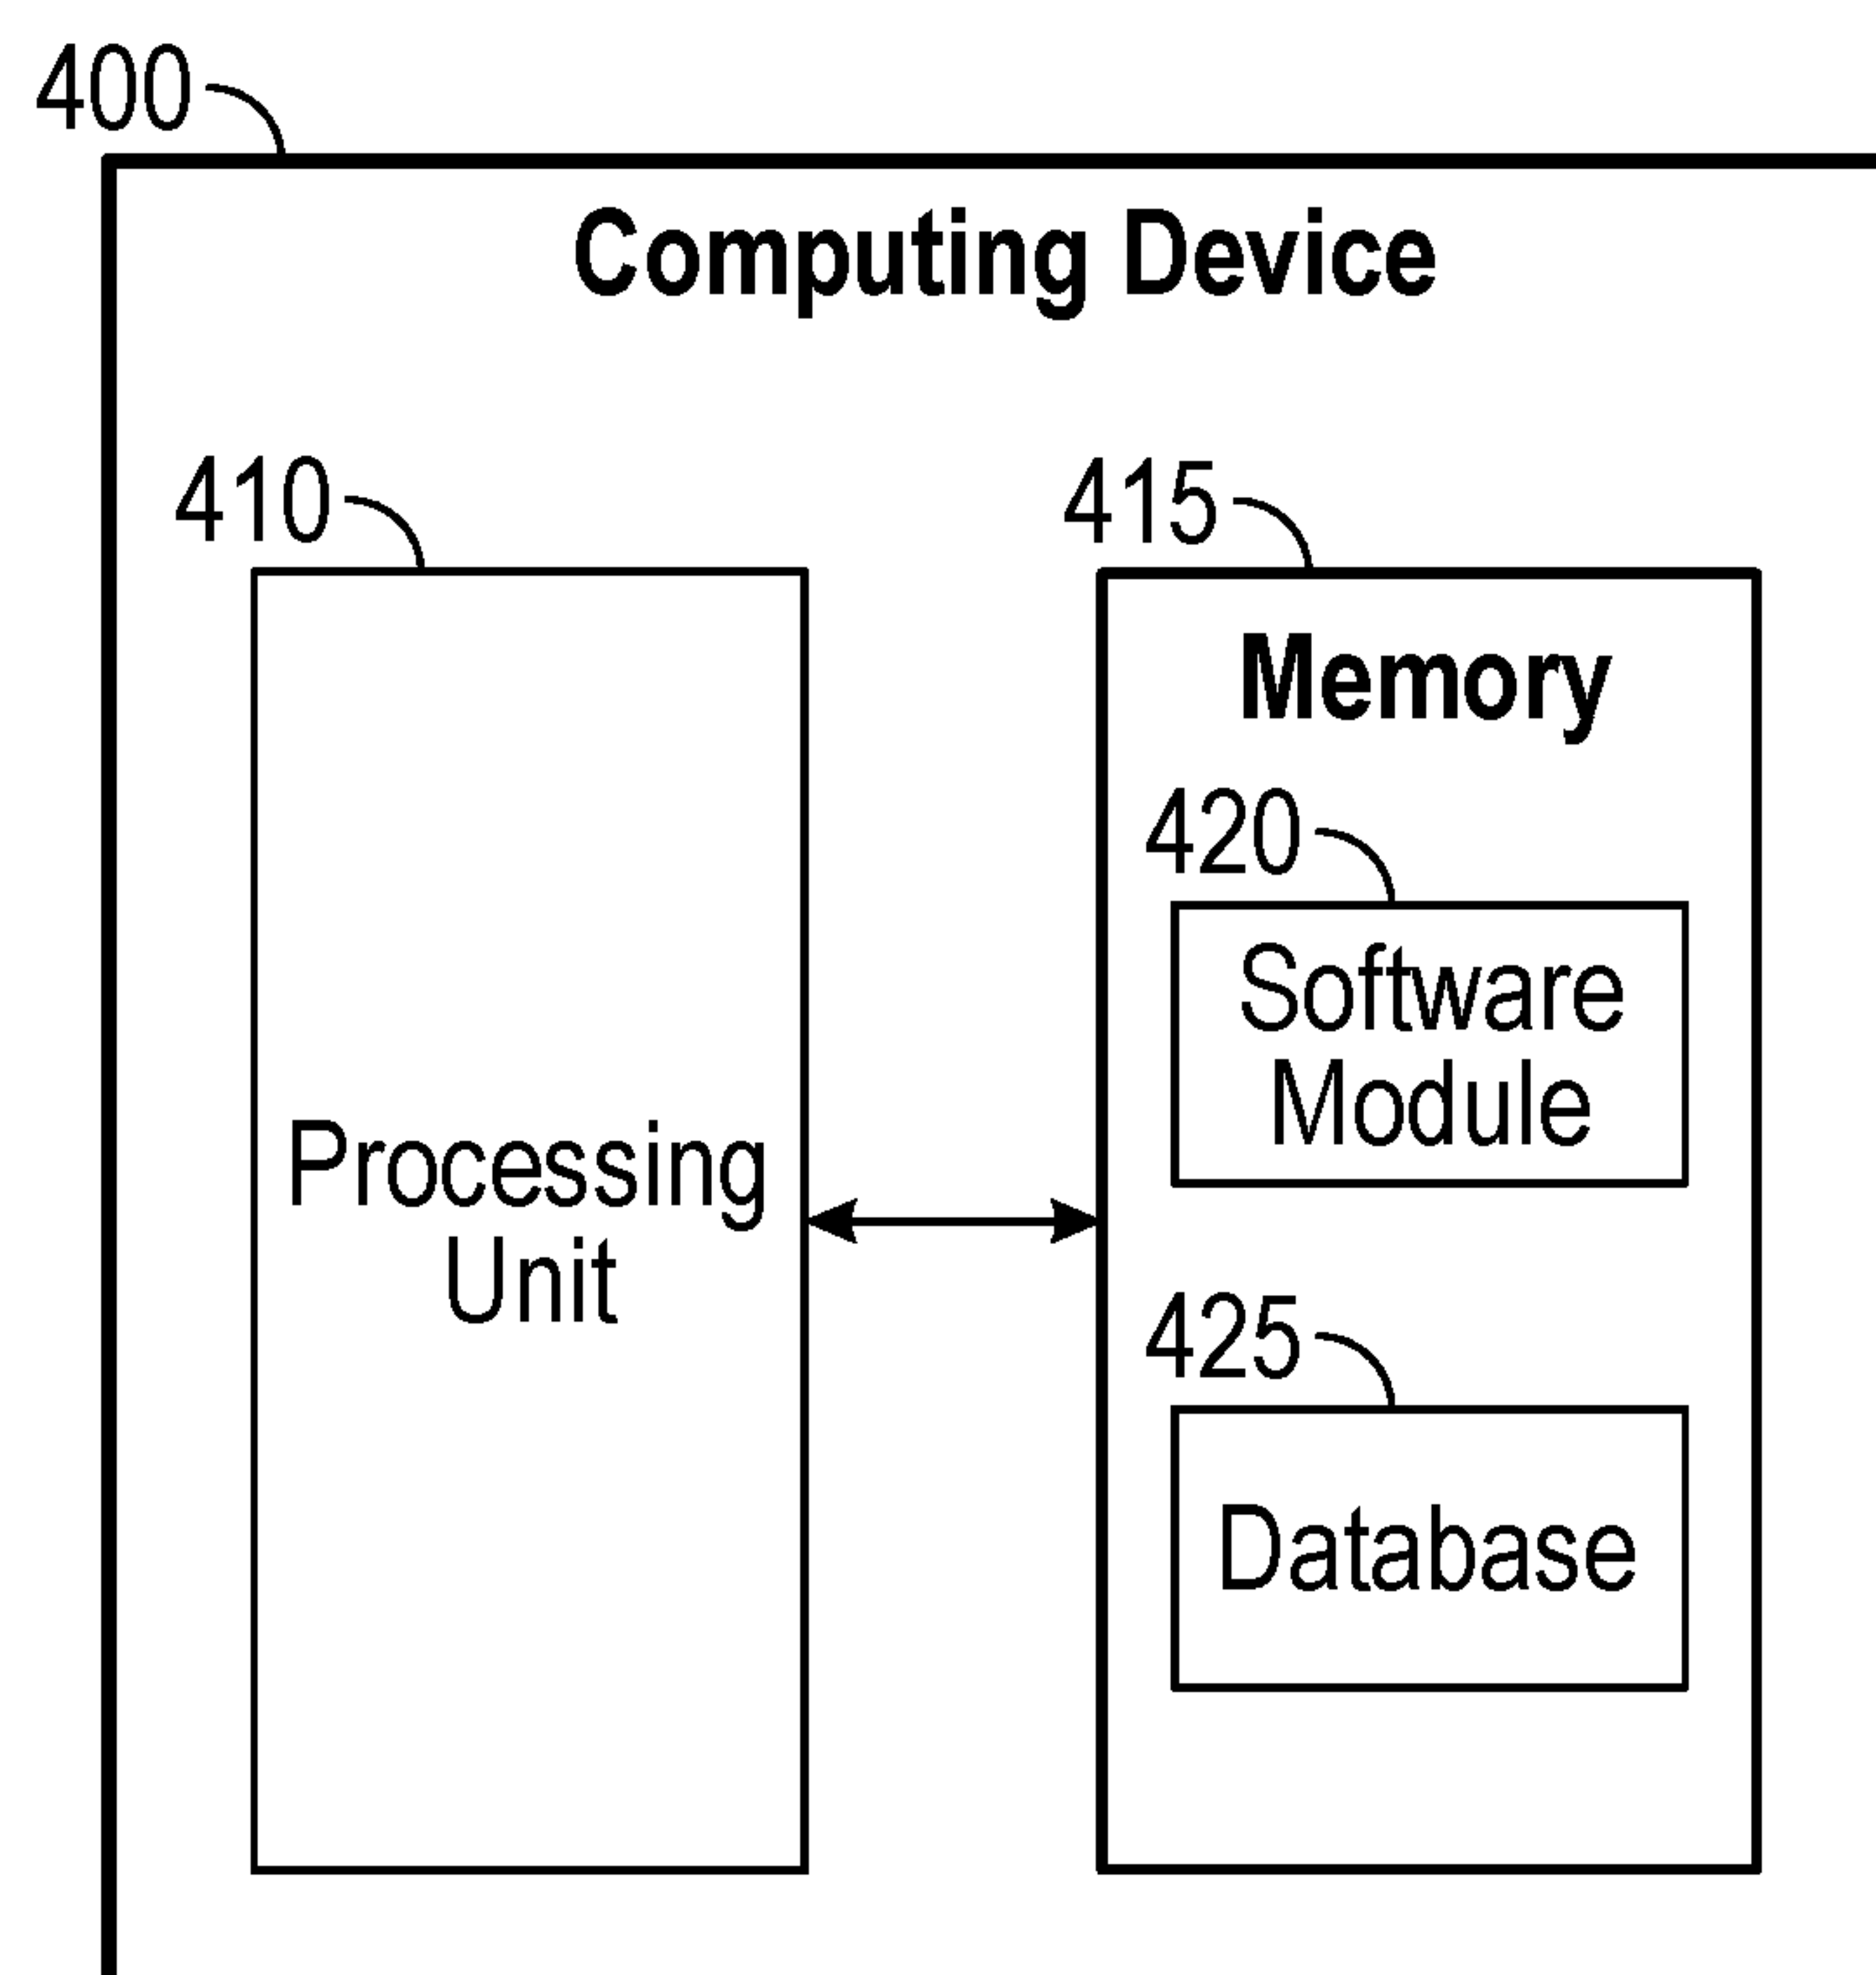 400
Computing Device
410
415
Memory
420
Software
Module
Processing
Unit
425
Database